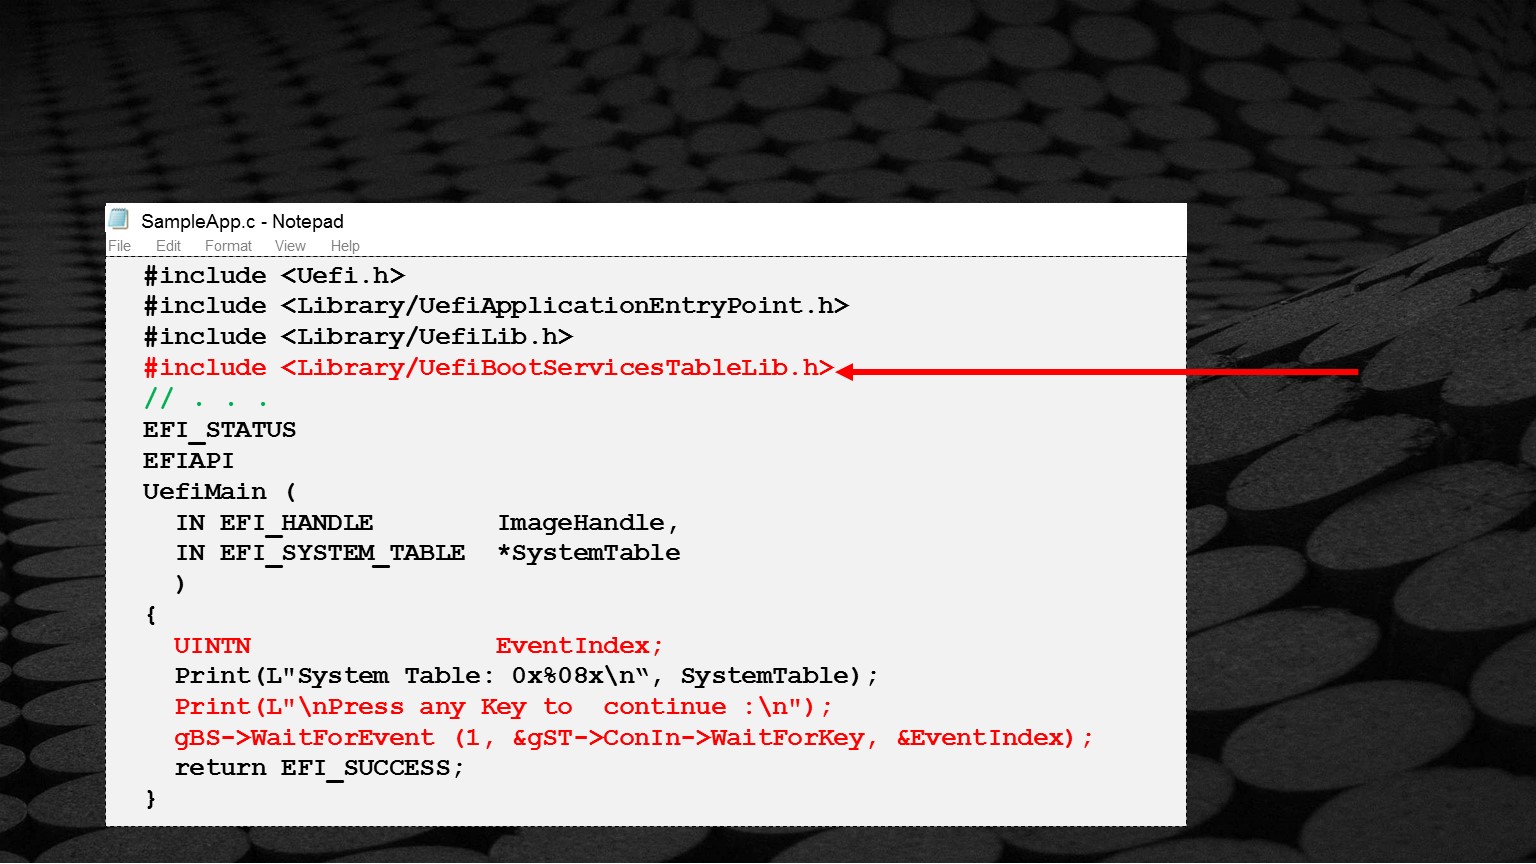 SampleApp.c - Notepad
File Edit Format View Help
#include <Uefi.h>
#include <Library/UefiApplicationEntryPoint.h>
#include <Library/UefiLib.h>
#include <Library/UefiBootServicesTableLib.h>
// . . .
EFI_STATUS
EFIAPI
UefiMain (
  IN EFI_HANDLE        ImageHandle,
  IN EFI_SYSTEM_TABLE  *SystemTable
  )
{
  UINTN                EventIndex;
  Print(L"System Table: 0x%08x\n“, SystemTable);
  Print(L"\nPress any Key to  continue :\n");
  gBS->WaitForEvent (1, &gST->ConIn->WaitForKey, &EventIndex);
  return EFI_SUCCESS;
}